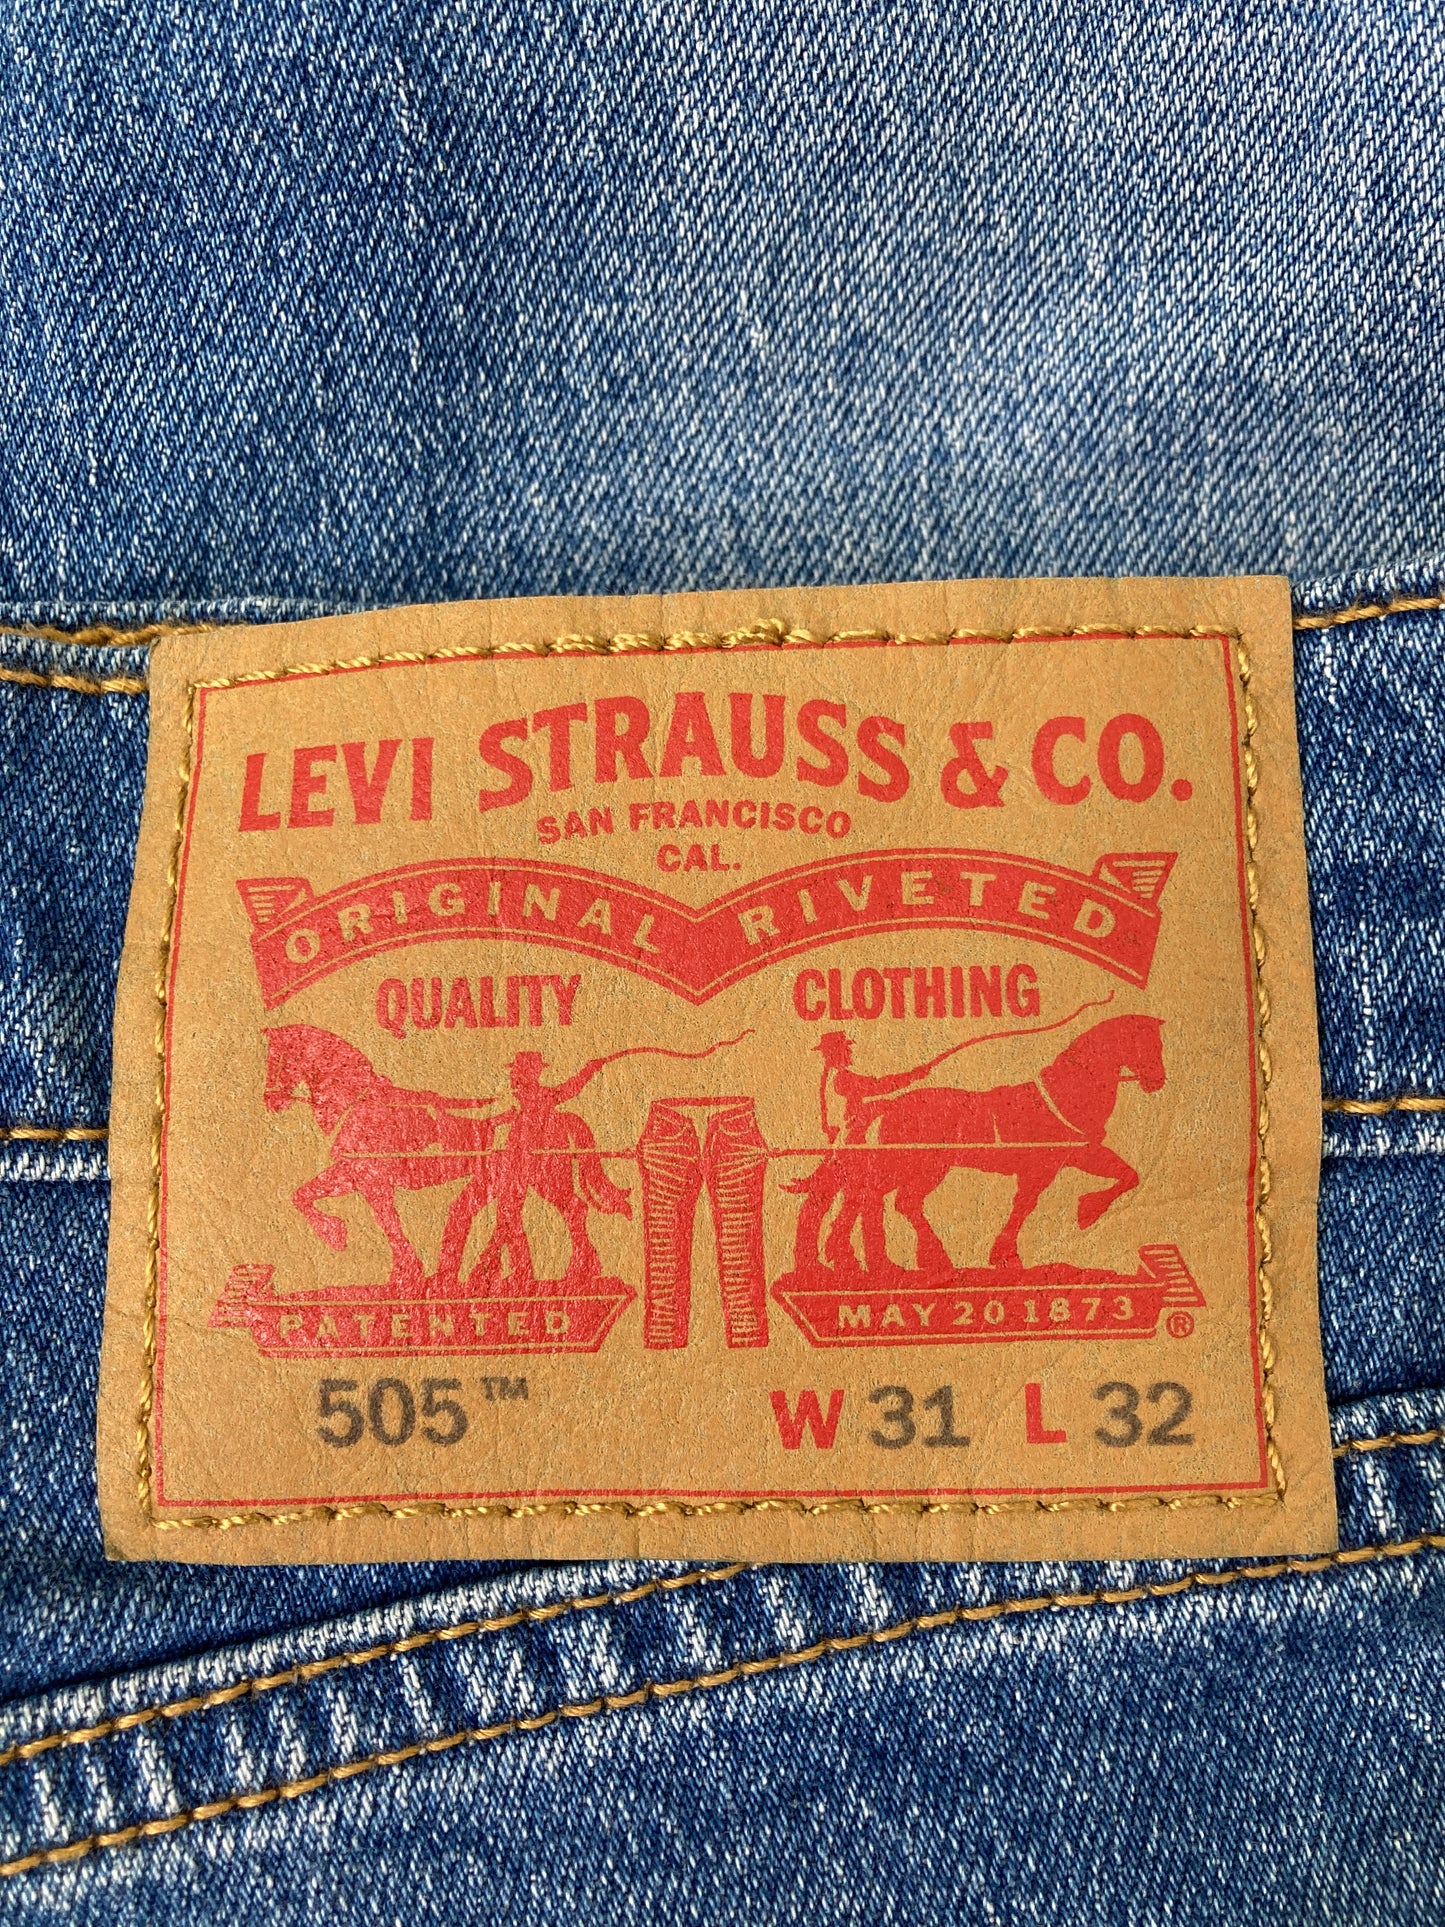 LEVI STRAUSS & CO.
SAN FRANCISCO
CAL.
ORIGINAL RIVETED
QUALITY CLOTHING
PATENTED MAY 20 1873 ®
505™ W 31 L 32